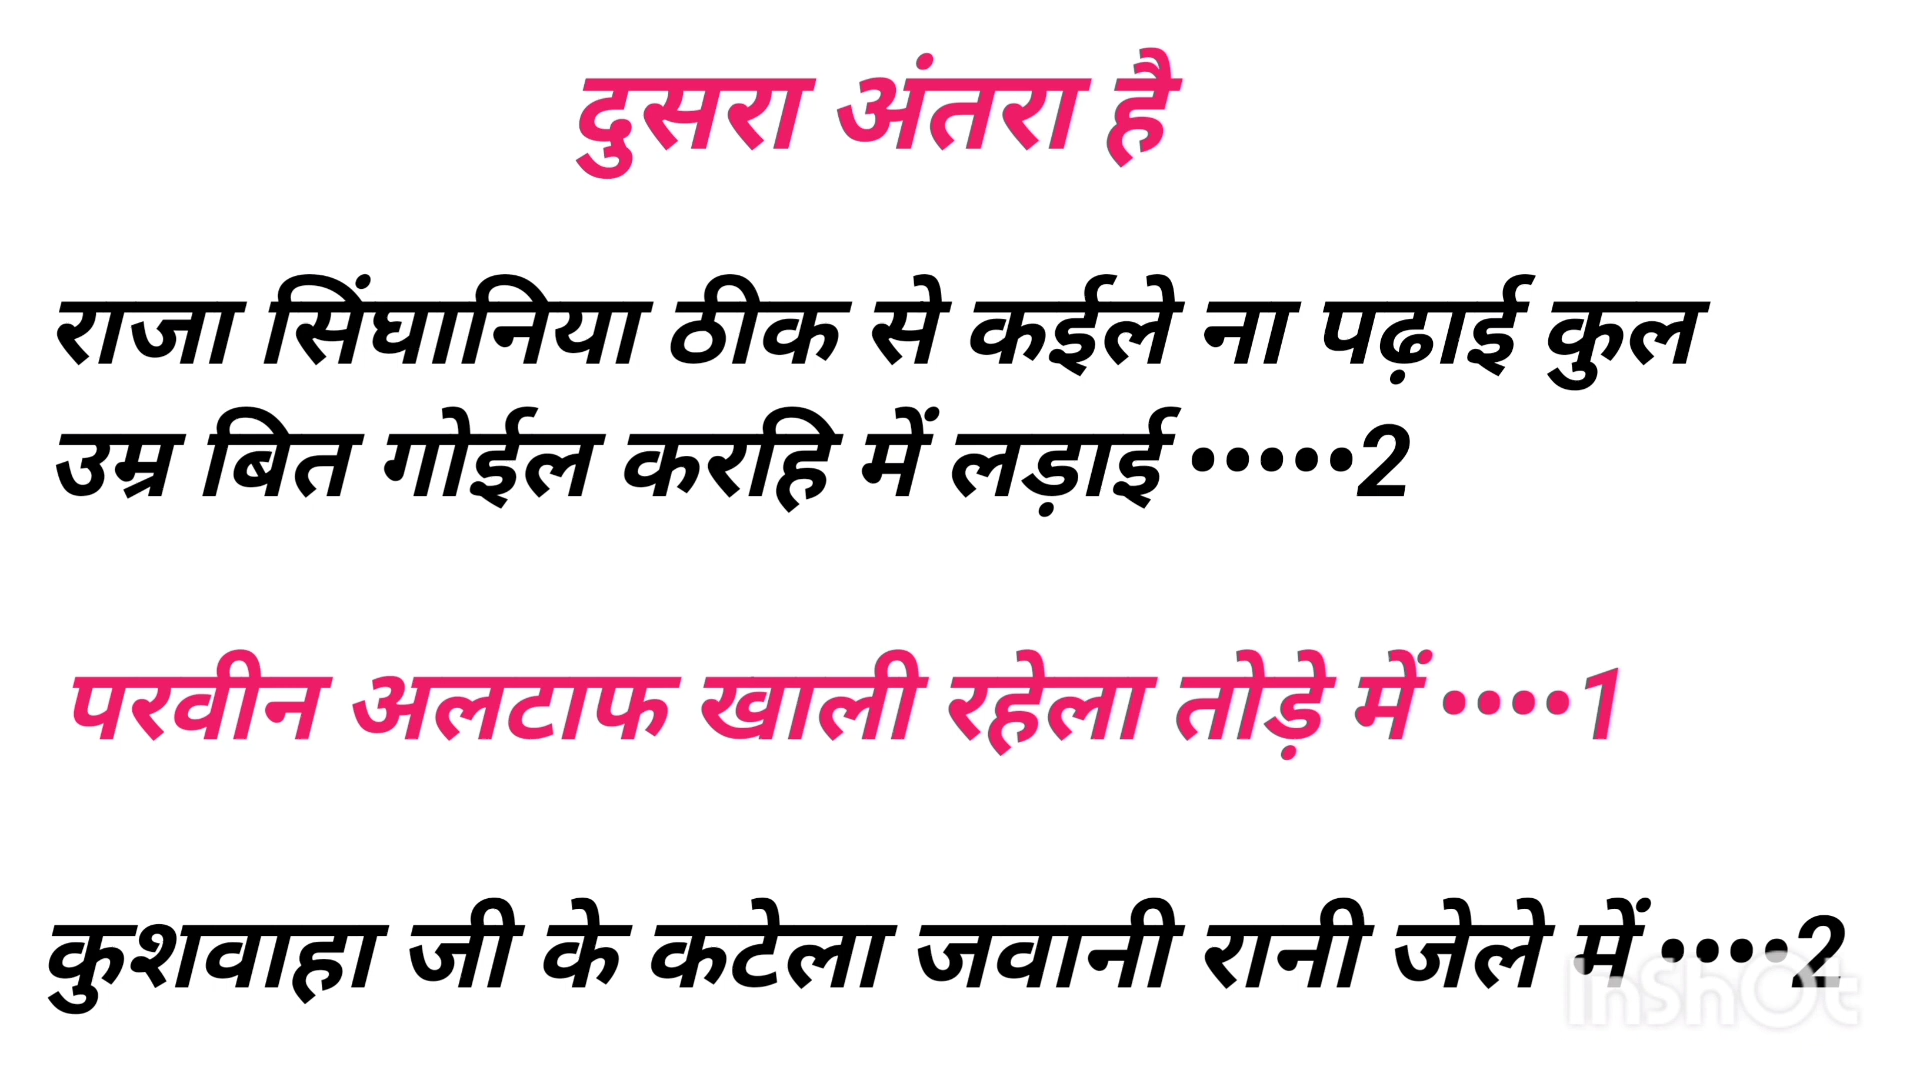 दुसरा अंतरा है
राजा सिंघानिया ठीक से कईले ना पढ़ाई कुल
उम्र बित गोईल करहि में लड़ाई •••••2
परवीन अलटाफ खाली रहेला तोड़े में ••••1
कुशवाहा जी के कटेला जवानी रानी जेले में ••••2
InShOt